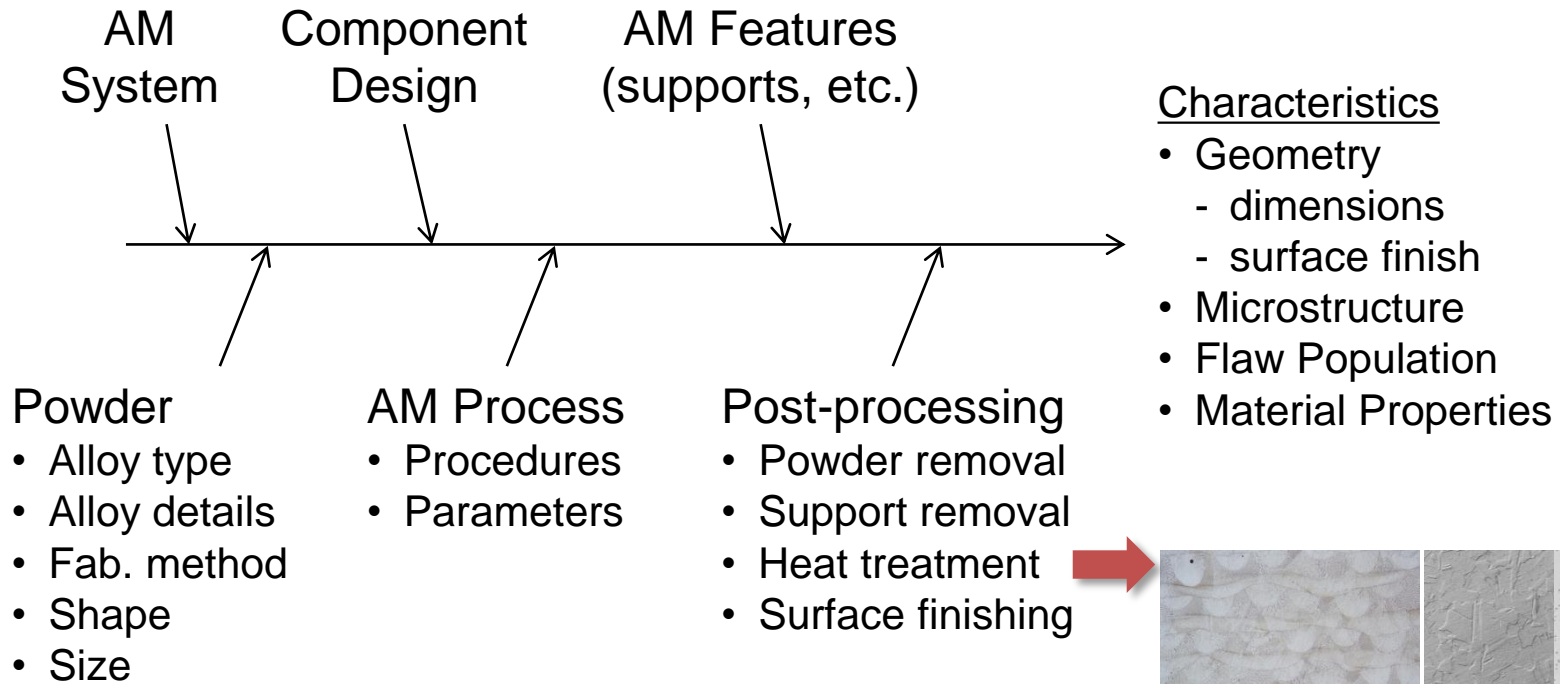 AM
System
Component
Design
AM Features
(supports, etc.)
Characteristics
• Geometry
- dimensions
- surface finish
• Microstructure
• Flaw Population
• Material Properties
Powder
• Alloy type
• Alloy details
• Fab. method
• Shape
• Size
AM Process
• Procedures
• Parameters
Post-processing
• Powder removal
• Support removal
• Heat treatment
• Surface finishing